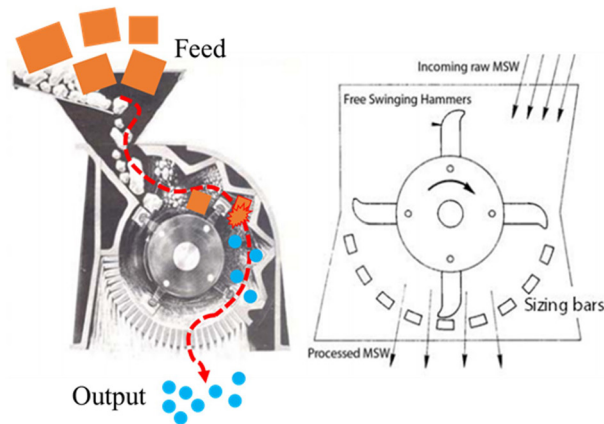 Feed
Incoming raw MSW
Free Swinging Hammers
Sizing bars
Processed MSW
Output